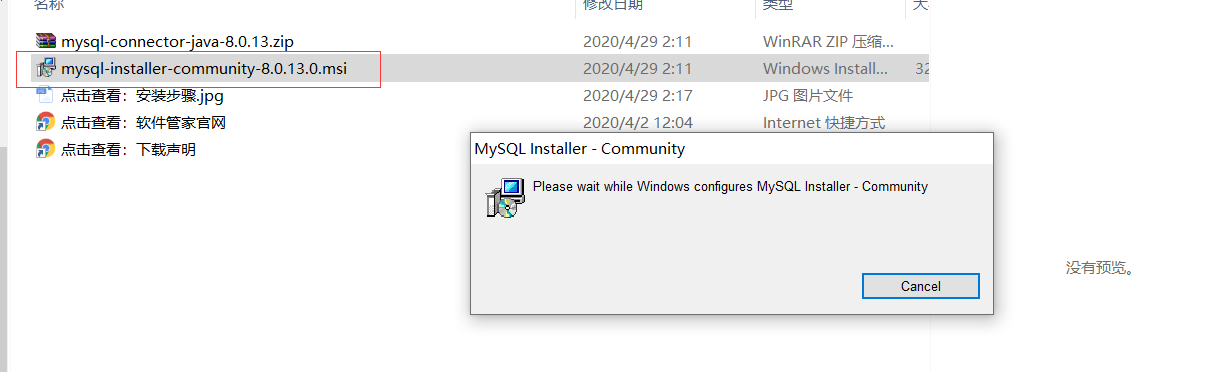 名称 修改日期 类型
mysql-connector-java-8.0.13.zip 2020/4/29 2:11 WinRAR ZIP 压缩...
mysql-installer-community-8.0.13.0.msi 2020/4/29 2:11 Windows Install... 32
点击查看：安装步骤.jpg 2020/4/29 2:17 JPG 图片文件
点击查看：软件管家官网 2020/4/2 12:04 Internet 快捷方式
点击查看：下载声明
MySQL Installer - Community
Please wait while Windows configures MySQL Installer - Community
没有预览。
Cancel